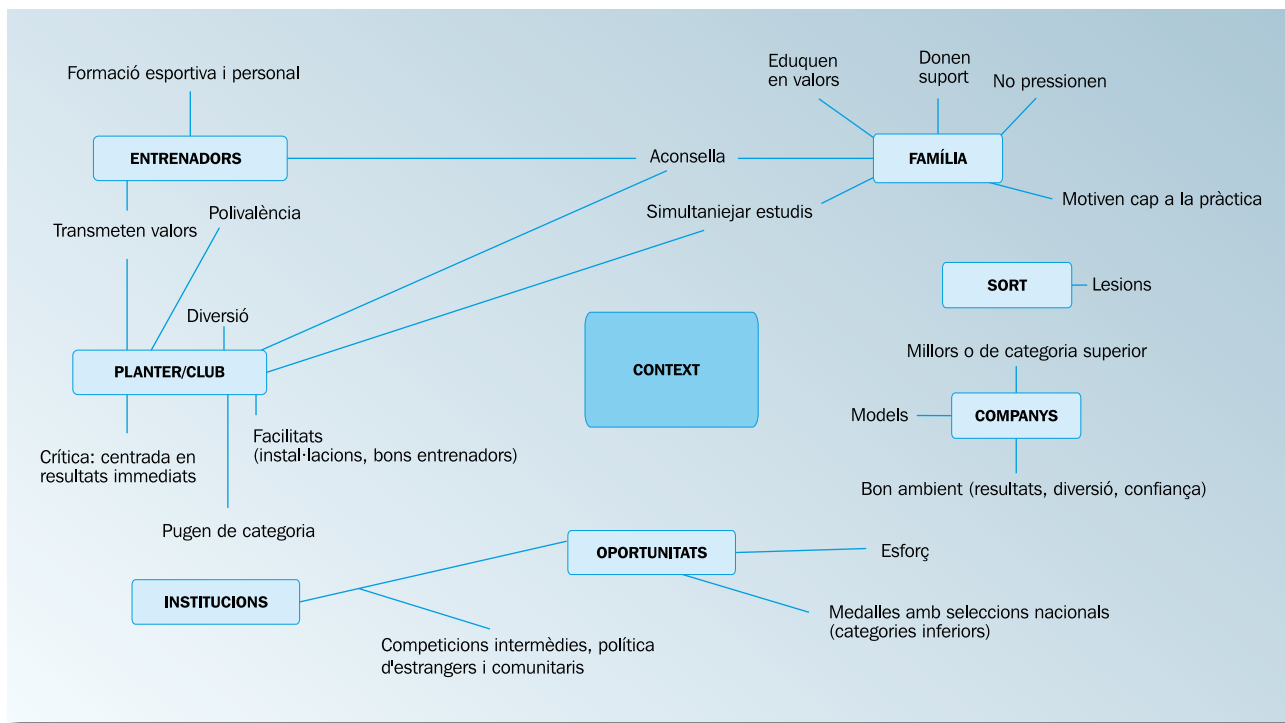 Formació esportiva i personal
Eduquen
en valors
Donen
suport
No pressionen
ENTRENADORS
Aconsella
FAMÍLIA
Motiven cap a la pràctica
Polivalència
Simultaniejar estudis
Transmeten valors
SORT
Lesions
Diversió
Millors o de categoria superior
PLANTER/CLUB
CONTEXT
Models
COMPANYS
Facilitats
(instal·lacions, bons entrenadors)
Crítica: centrada en
resultats immediats
Bon ambient (resultats, diversió, confiança)
Pugen de categoria
OPORTUNITATS
Esforç
INSTITUCIONS
Medalles amb seleccions nacionals
(categories inferiors)
Competicions intermèdies, política
d'estrangers i comunitaris